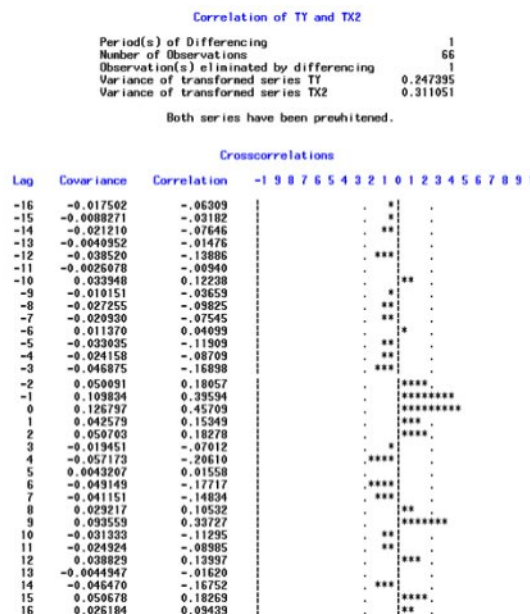 Correlation of TY and TX2
Period(s) of Differencing 1
Number of Observations 66
Observation(s) eliminated by differencing 1
Variance of transformed series TY 0.247395
Variance of transformed series TX2 0.311051
Both series have been prewhitened.
Crosscorrelations
Lag Covariance Correlation -1 9 8 7 6 5 4 3 2 1 0 1 2 3 4 5 6 7 8 9
-16 -0.017502 -.06309 | . *| . 
-15 -0.0088271 -.03182 | . *| .
-14 -0.021210 -.07646 | . **| .
-13 -0.0040952 -.01476 | . | .
-12 -0.038520 -.13886 | . ***| .
-11 -0.0026078 -.00940 | . | .
-10 0.033948 0.12238 | . |** .
-9 -0.010151 -.03659 | . *| .
-8 -0.027255 -.09825 | . **| .
-7 -0.020930 -.07545 | . **| .
-6 0.011370 0.04099 | . |* .
-5 -0.033035 -.11909 | . **| .
-4 -0.024158 -.08709 | . **| .
-3 -0.046875 -.16898 | . ***| .
-2 0.050091 0.18057 | . |****.
-1 0.109834 0.39594 | . |********
0 0.126797 0.45709 | . |*********
1 0.042579 0.15349 | . |*** .
2 0.050703 0.18278 | . |****.
3 -0.019451 -.07012 | . *| .
4 -0.057173 -.20610 | .****| .
5 0.0043207 0.01558 | . | .
6 -0.049149 -.17717 | .****| .
7 -0.041151 -.14834 | . ***| .
8 0.029217 0.10532 | . |** .
9 0.093559 0.33727 | . |*******
10 -0.031333 -.11295 | . **| .
11 -0.024924 -.08985 | . **| .
12 0.038829 0.13997 | . |*** .
13 -0.0044947 -.01620 | . | .
14 -0.046470 -.16752 | . ***| .
15 0.050678 0.18269 | . |****.
16 0.026184 0.09439 | . |** .